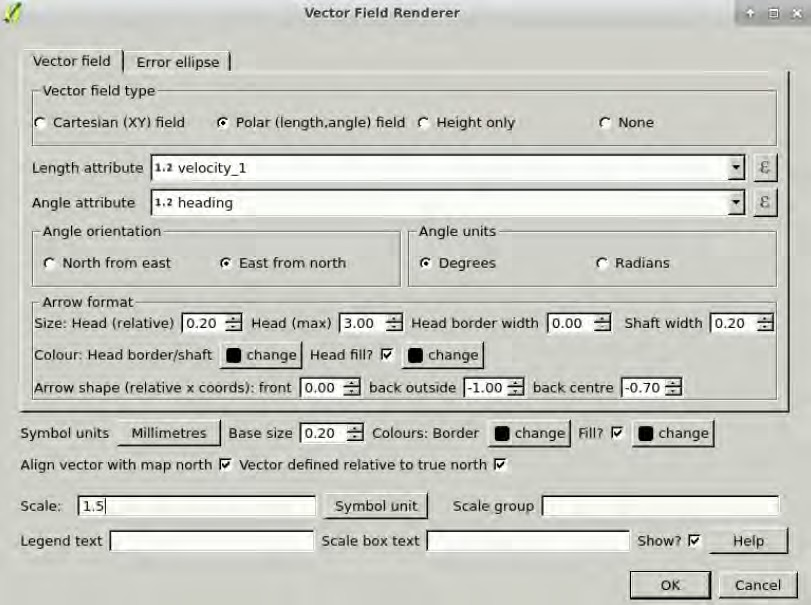 Vector Field Renderer
Vector field Error ellipse
Vector field type
Cartesian (XY) field Polar (length,angle) field Height only None
Length attribute 1.2 velocity_1 ε
Angle attribute 1.2 heading ε
Angle orientation Angle units
North from east East from north Degrees Radians
Arrow format
Size: Head (relative) 0.20 Head (max) 3.00 Head border width 0.00 Shaft width 0.20
Colour: Head border/shaft change Head fill? change
Arrow shape (relative x coords): front 0.00 back outside -1.00 back centre -0.70
Symbol units Millimetres Base size 0.20 Colours: Border change Fill? change
Align vector with map north Vector defined relative to true north
Scale: 1.5 Symbol unit Scale group
Legend text Scale box text Show? Help
OK Cancel